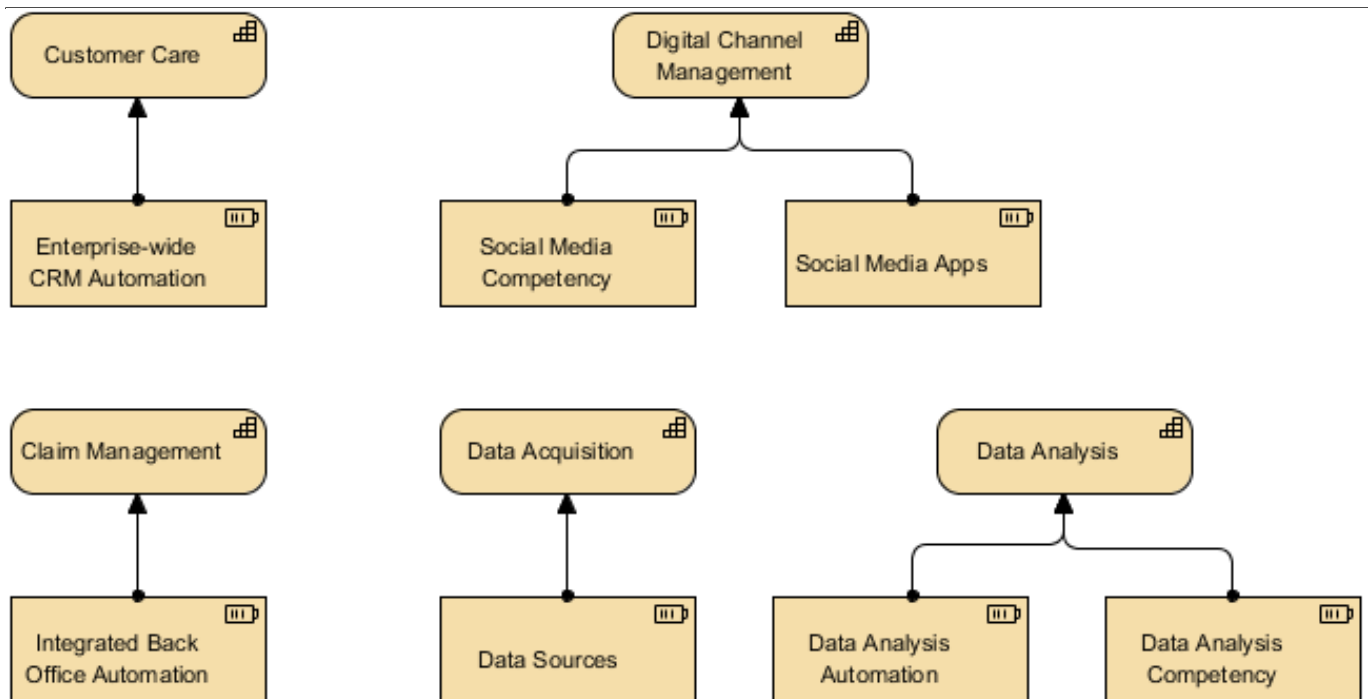 Customer Care
Digital Channel
Management
Enterprise-wide
CRM Automation
Social Media
Competency
Social Media Apps
Claim Management
Data Acquisition
Data Analysis
Integrated Back
Office Automation
Data Sources
Data Analysis
Automation
Data Analysis
Competency